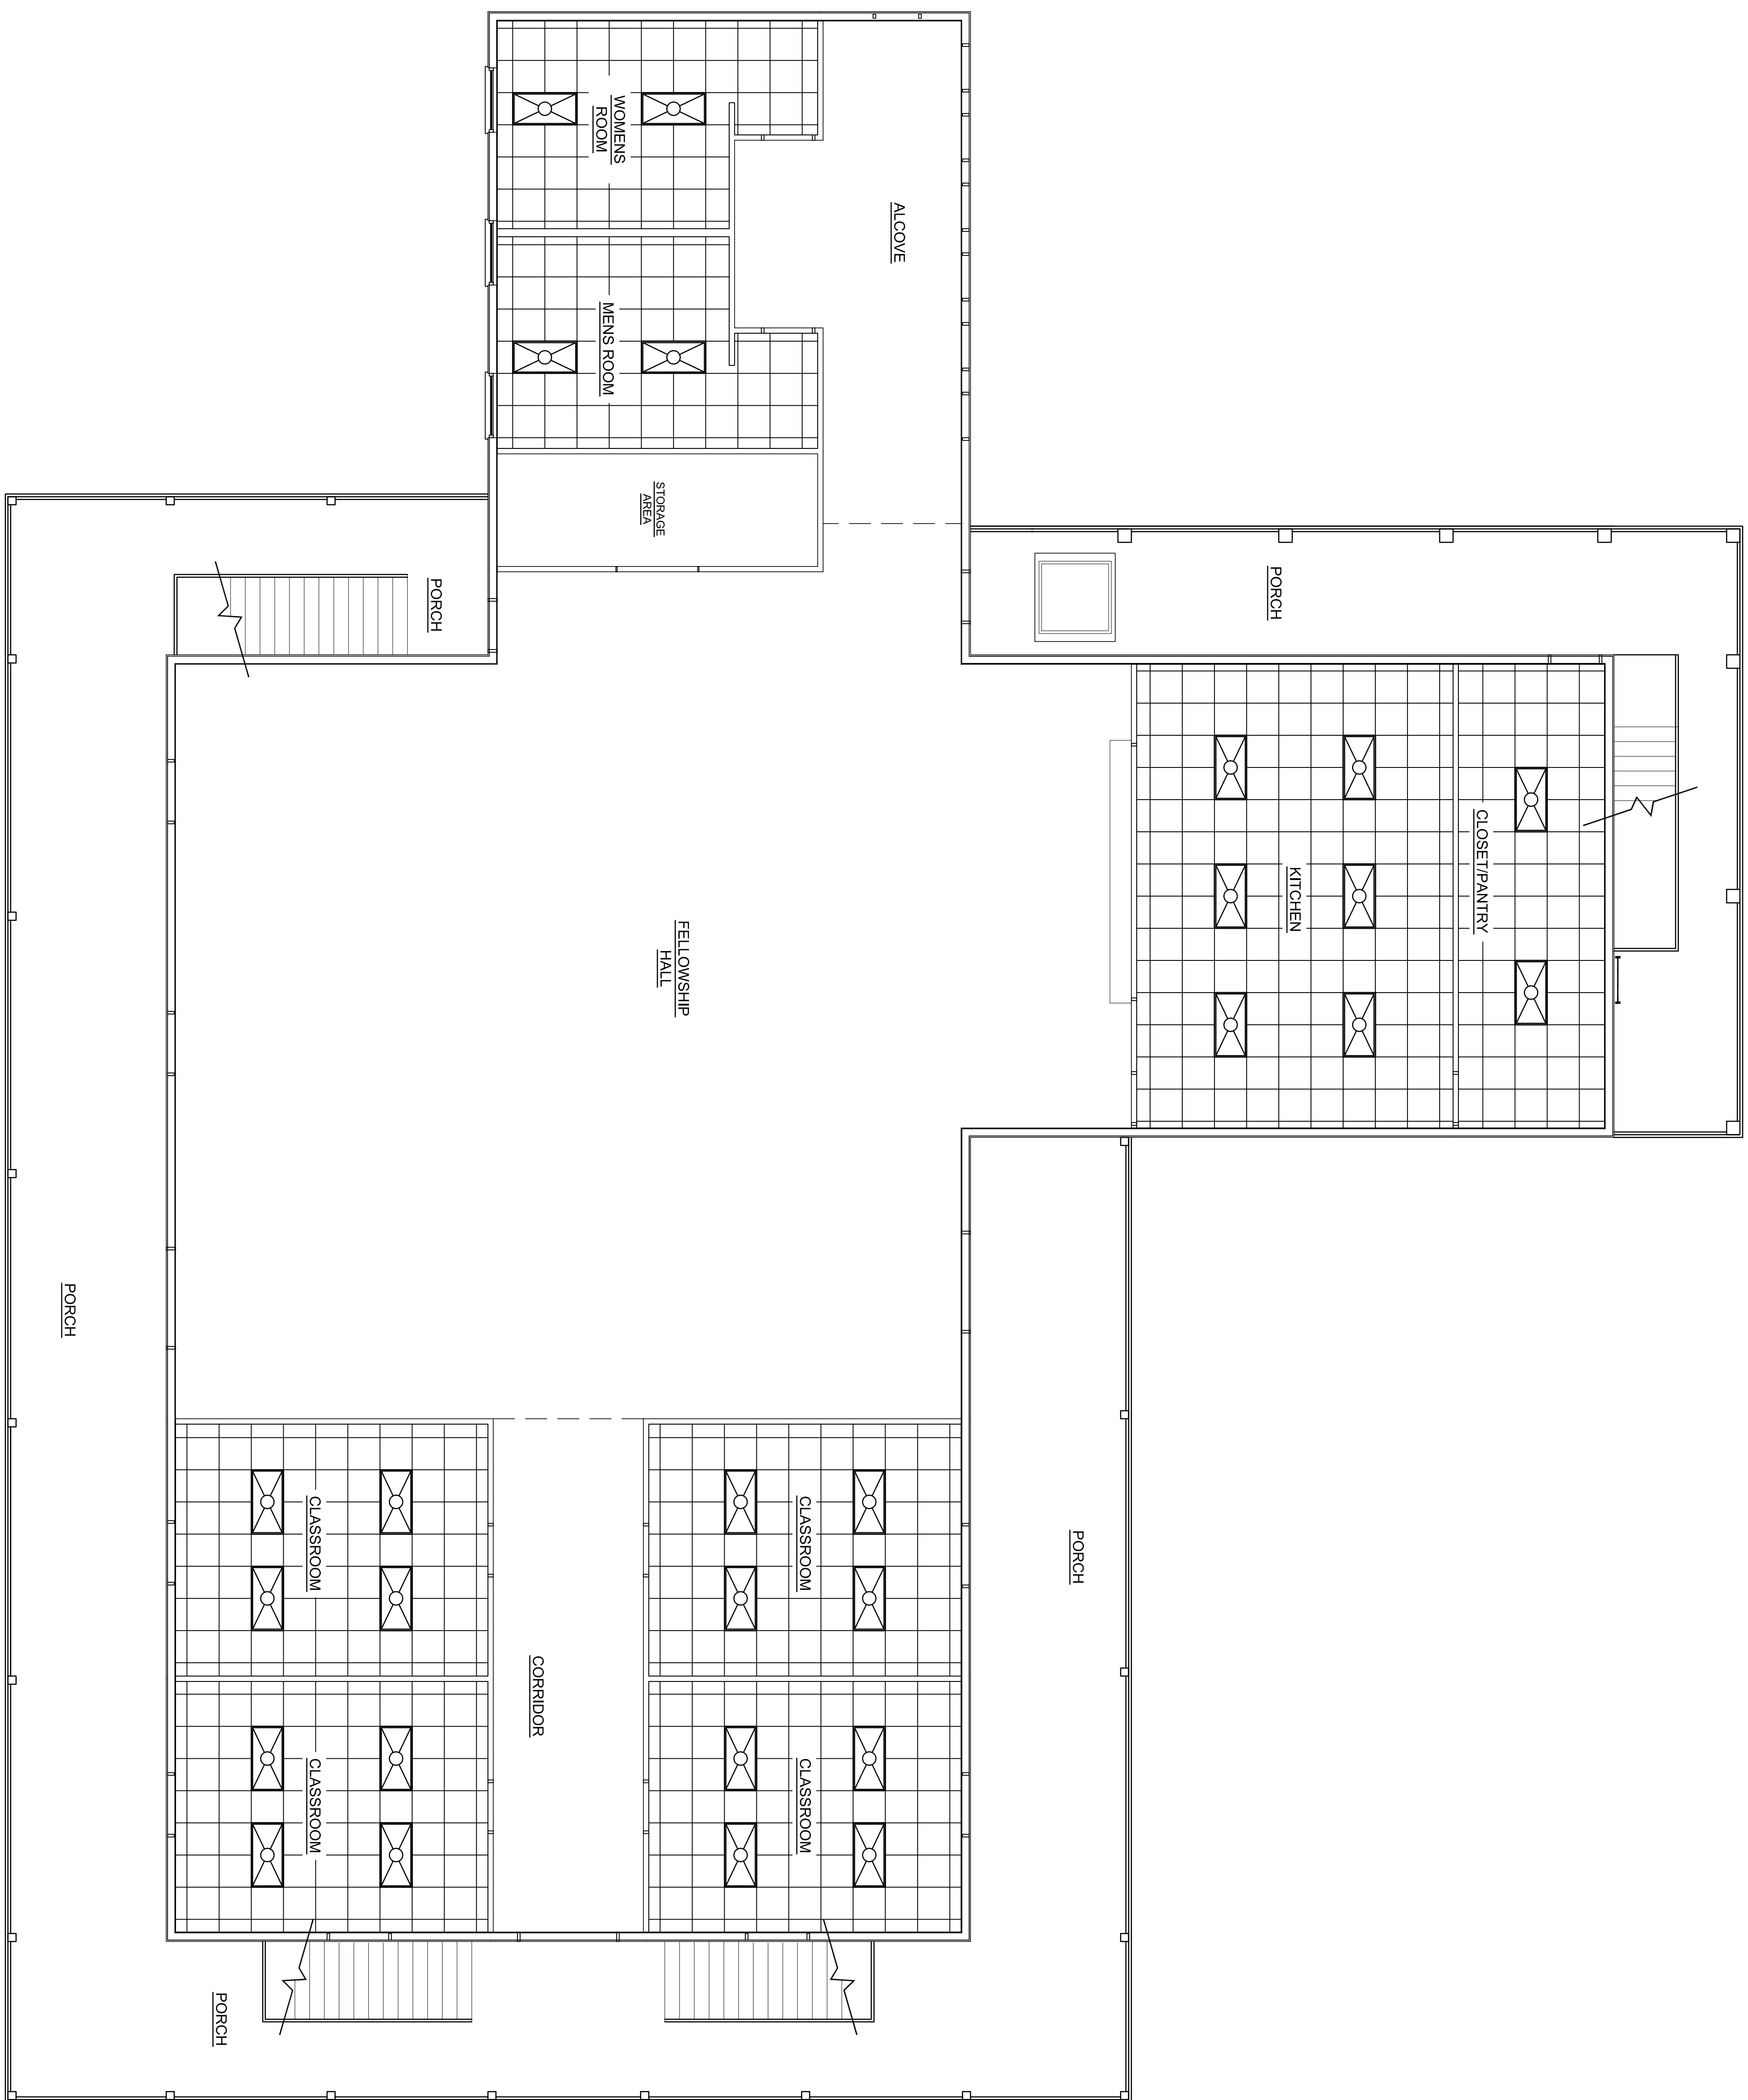 WOMENS
ROOM
ALCOVE
MENS ROOM
STORAGE
AREA
PORCH
PORCH
CLOSET/PANTRY
KITCHEN
FELLOWSHIP
HALL
PORCH
CLASSROOM
CLASSROOM
PORCH
CORRIDOR
CLASSROOM
CLASSROOM
PORCH